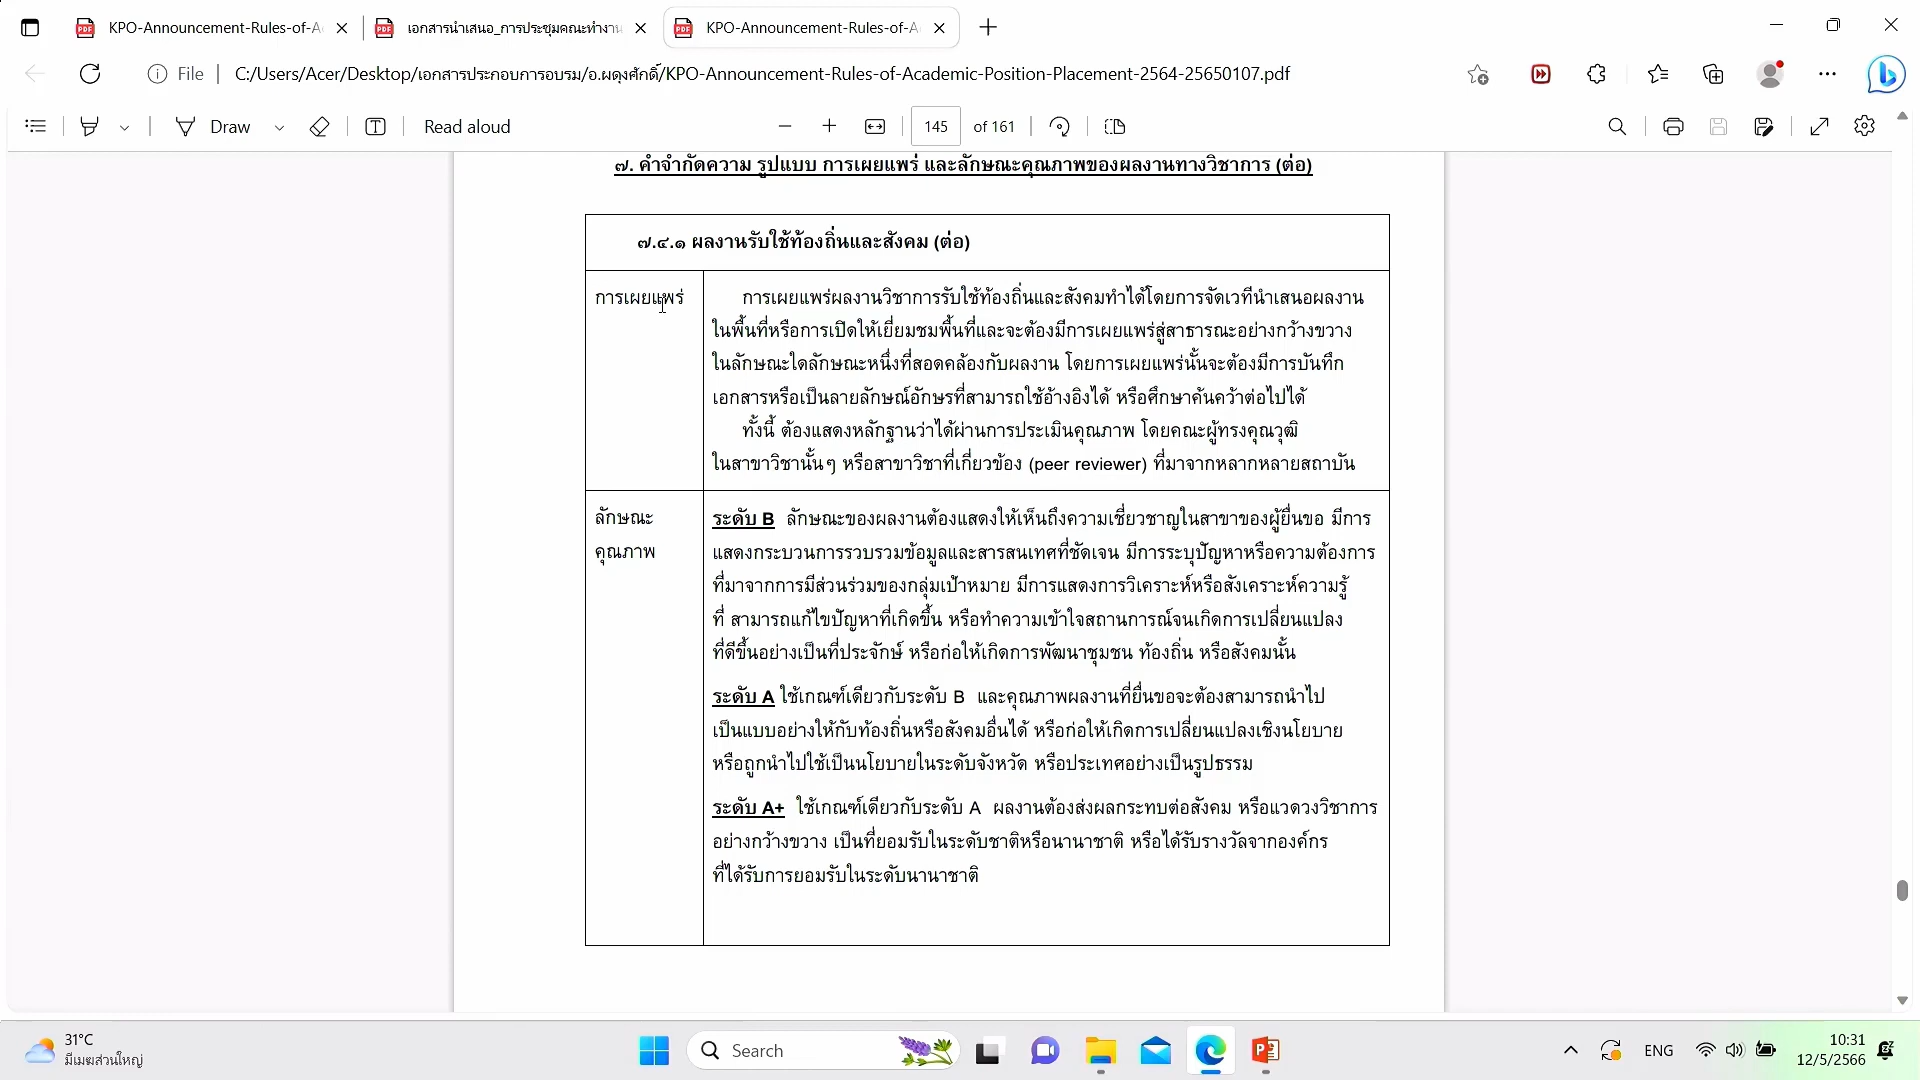 KPO-Announcement-Rules-of-A
เอกสารนำเสนอ_การประชุมคณะทำงาน
KPO-Announcement-Rules-of-A
File
C:/Users/Acer/Desktop/เอกสารประกอบการอบรม/อ.ผดุงศักดิ์/KPO-Announcement-Rules-of-Academic-Position-Placement-2564-25650107.pdf
Draw
Read aloud
145 of 161
๗. คำจำกัดความ รูปแบบ การเผยแพร่ และลักษณะคุณภาพของผลงานทางวิชาการ (ต่อ)
๗.๔.๑ ผลงานรับใช้ท้องถิ่นและสังคม (ต่อ)
การเผยแพร่
การเผยแพร่ผลงานวิชาการรับใช้ท้องถิ่นและสังคมทำได้โดยการจัดเวทีนำเสนอผลงาน
ในพื้นที่หรือการเปิดให้เยี่ยมชมพื้นที่และจะต้องมีการเผยแพร่สู่สาธารณะอย่างกว้างขวาง
ในลักษณะใดลักษณะหนึ่งที่สอดคล้องกับผลงาน โดยการเผยแพร่นั้นจะต้องมีการบันทึก
เอกสารหรือเป็นลายลักษณ์อักษรที่สามารถใช้อ้างอิงได้ หรือศึกษาค้นคว้าต่อไปได้
ทั้งนี้ ต้องแสดงหลักฐานว่าได้ผ่านการประเมินคุณภาพ โดยคณะผู้ทรงคุณวุฒิ
ในสาขาวิชานั้นๆ หรือสาขาวิชาที่เกี่ยวข้อง (peer reviewer) ที่มาจากหลากหลายสถาบัน
ลักษณะ
คุณภาพ
ระดับ B ลักษณะของผลงานต้องแสดงให้เห็นถึงความเชี่ยวชาญในสาขาของผู้ยื่นขอ มีการ
แสดงกระบวนการรวบรวมข้อมูลและสารสนเทศที่ชัดเจน มีการระบุปัญหาหรือความต้องการ
ที่มาจากการมีส่วนร่วมของกลุ่มเป้าหมาย มีการแสดงการวิเคราะห์หรือสังเคราะห์ความรู้
ที่ สามารถแก้ไขปัญหาที่เกิดขึ้น หรือทำความเข้าใจสถานการณ์จนเกิดการเปลี่ยนแปลง
ที่ดีขึ้นอย่างเป็นที่ประจักษ์ หรือก่อให้เกิดการพัฒนาชุมชน ท้องถิ่น หรือสังคมนั้น
ระดับ A ใช้เกณฑ์เดียวกับระดับ B และคุณภาพผลงานที่ยื่นขอจะต้องสามารถนำไป
เป็นแบบอย่างให้กับท้องถิ่นหรือสังคมอื่นได้ หรือก่อให้เกิดการเปลี่ยนแปลงเชิงนโยบาย
หรือถูกนำไปใช้เป็นนโยบายในระดับจังหวัด หรือประเทศอย่างเป็นรูปธรรม
ระดับ A+ ใช้เกณฑ์เดียวกับระดับ A ผลงานต้องส่งผลกระทบต่อสังคม หรือแวดวงวิชาการ
อย่างกว้างขวาง เป็นที่ยอมรับในระดับชาติหรือนานาชาติ หรือได้รับรางวัลจากองค์กร
ที่ได้รับการยอมรับในระดับนานาชาติ
31°C
มีเมฆส่วนใหญ่
Search
ENG
10:31
12/5/2566